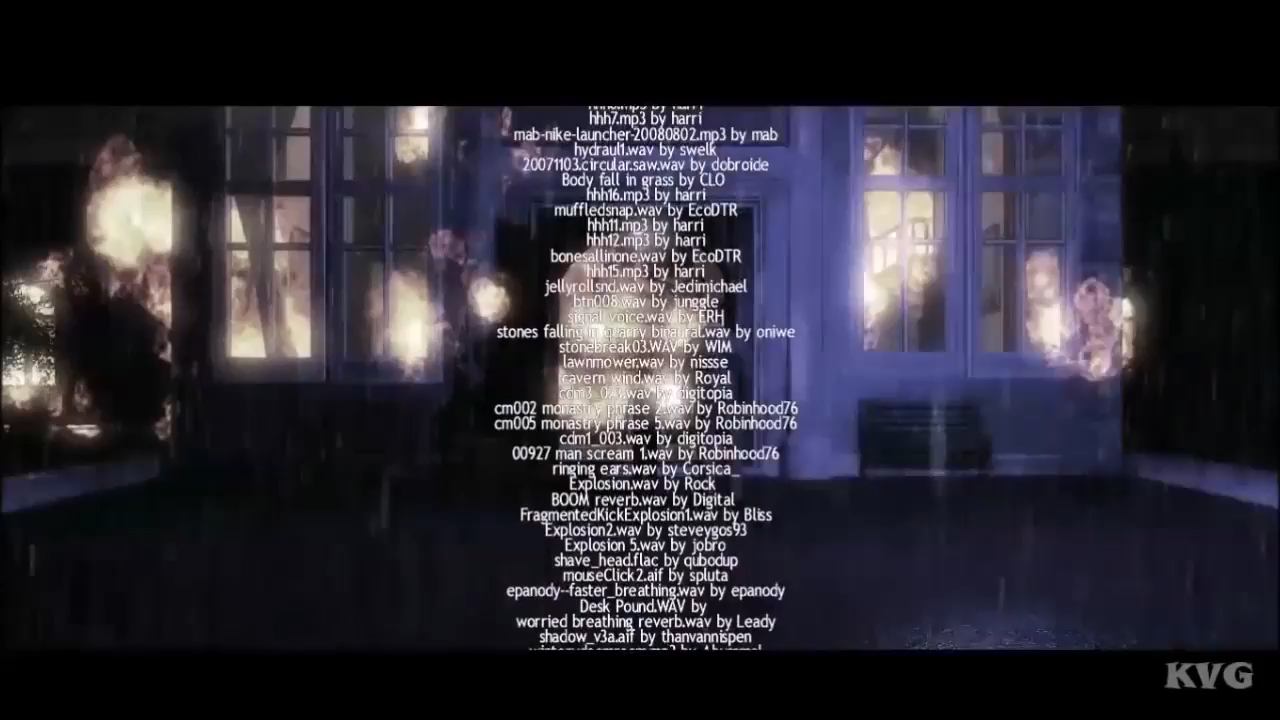 hhh7.mp3 by harri
mab-nike-launcher-20080802.mp3 by mab
hydraul1.wav by swelk
20071103.circular.saw.wav by dobroide
Body fall in grass by CLO
hhh16.mp3 by harri
muffledsnap.wav by EcoDTR
hhh11.mp3 by harri
hhh12.mp3 by harri
bonesallinone.wav by EcoDTR
hhh15.mp3 by harri
jellyrollsnd.wav by Jedimichael
btn008.wav by junggle
signal voice.wav by ERH
stones falling in quarry binaural.wav by oniwe
stonebreak03.WAV by WIM
lawnmower.wav by nissse
cavern wind.wav by Royal
by digitopia
cm002 monastry phrase 2.wav by Robinhood76
cm005 monastry phrase 5.wav by Robinhood76
cdm1_003.wav by digitopia
00927 man scream 1.wav by Robinhood76
ringing ears.wav by Corsica_
Explosion.wav by Rock
BOOM reverb.wav by Digital
FragmentedKickExplosion1.wav by Bliss
Explosion2.wav by steveygos93
Explosion 5.wav by jobro
shave_head.flac by qubodup
mouseClick2.aif by spluta
epanody--faster_breathing.wav by epanody
Desk Pound.WAV by
worried breathing reverb.wav by Leady
shadow_v3a.aif by thanvannispen
KVG